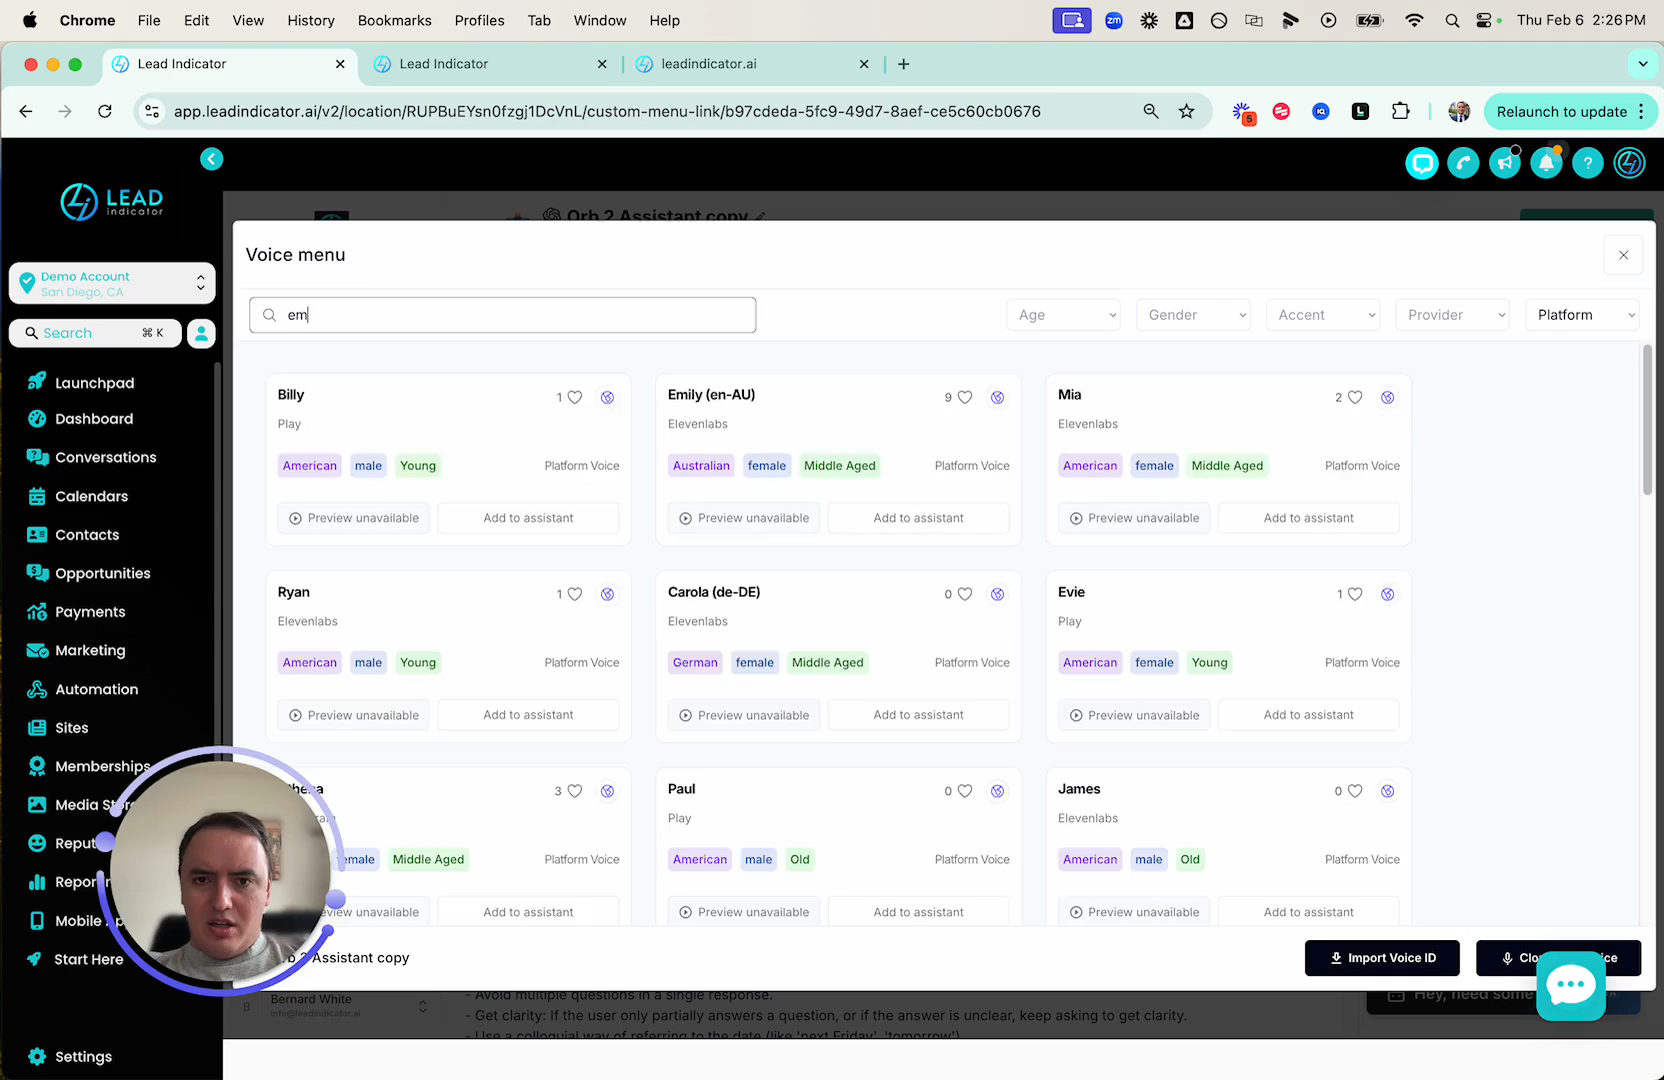 Chrome File Edit View History Bookmarks Profiles Tab Window Help
zm
Thu Feb 6 2:26 PM
Lead Indicator
Lead Indicator
leadindicator.ai
app.leadindicator.ai/v2/location/RUPBuEYsn0fzgj1DcVnL/custom-menu-link/b97cdeda-5fc9-49d7-8aef-ce5c60cb0676
5
Relaunch to update
LEAD
indicator
Demo Account
San Diego, CA
Search ⌘ K
Launchpad
Dashboard
Conversations
Calendars
Contacts
Opportunities
Payments
Marketing
Automation
Sites
Memberships
Media Stor
Reput
Repor
Mobile
Start Here
Settings
Orb 2 Assistant copy
Voice menu
em
Age
Gender
Accent
Provider
Platform
Billy 1
Play
American male Young Platform Voice
Preview unavailable Add to assistant
Emily (en-AU) 9
Elevenlabs
Australian female Middle Aged Platform Voice
Preview unavailable Add to assistant
Mia 2
Elevenlabs
American female Middle Aged Platform Voice
Preview unavailable Add to assistant
Ryan 1
Elevenlabs
American male Young Platform Voice
Preview unavailable Add to assistant
Carola (de-DE) 0
Elevenlabs
German female Middle Aged Platform Voice
Preview unavailable Add to assistant
Evie 1
Play
American female Young Platform Voice
Preview unavailable Add to assistant
3
female Middle Aged Platform Voice
unavailable Add to assistant
Paul 0
Play
American male Old Platform Voice
Preview unavailable Add to assistant
James 0
Elevenlabs
American male Old Platform Voice
Preview unavailable Add to assistant
2 Assistant copy
Import Voice ID
B
Bernard White
info@leadindicator.ai
- Avoid multiple questions in a single response.
- Get clarity: If the user only partially answers a question, or if the answer is unclear, keep asking to get clarity.
- Use a colloquial way of referring to the date (like 'next Friday', 'tomorrow')
Hey, need some